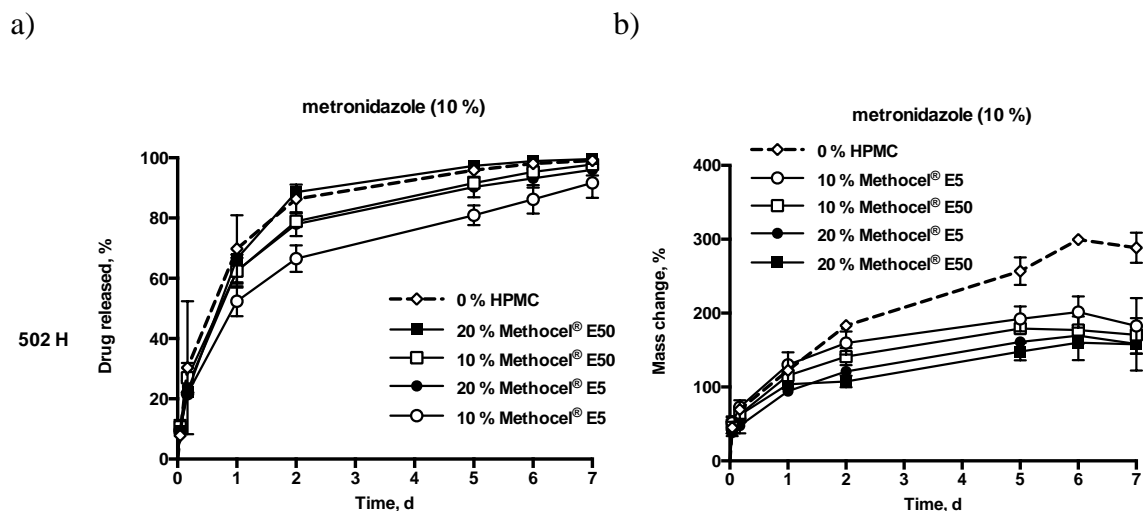 a)
b)
metronidazole (10 %)
100
80
60
40
20
0
Drug released, %
0 % HPMC
20 % Methocel® E50
10 % Methocel® E50
20 % Methocel® E5
10 % Methocel® E5
0 1 2 3 4 5 6 7
Time, d
502 H
metronidazole (10 %)
0 % HPMC
10 % Methocel® E5
10 % Methocel® E50
20 % Methocel® E5
20 % Methocel® E50
400
300
200
100
0
Mass change, %
0 1 2 3 4 5 6 7
Time, d